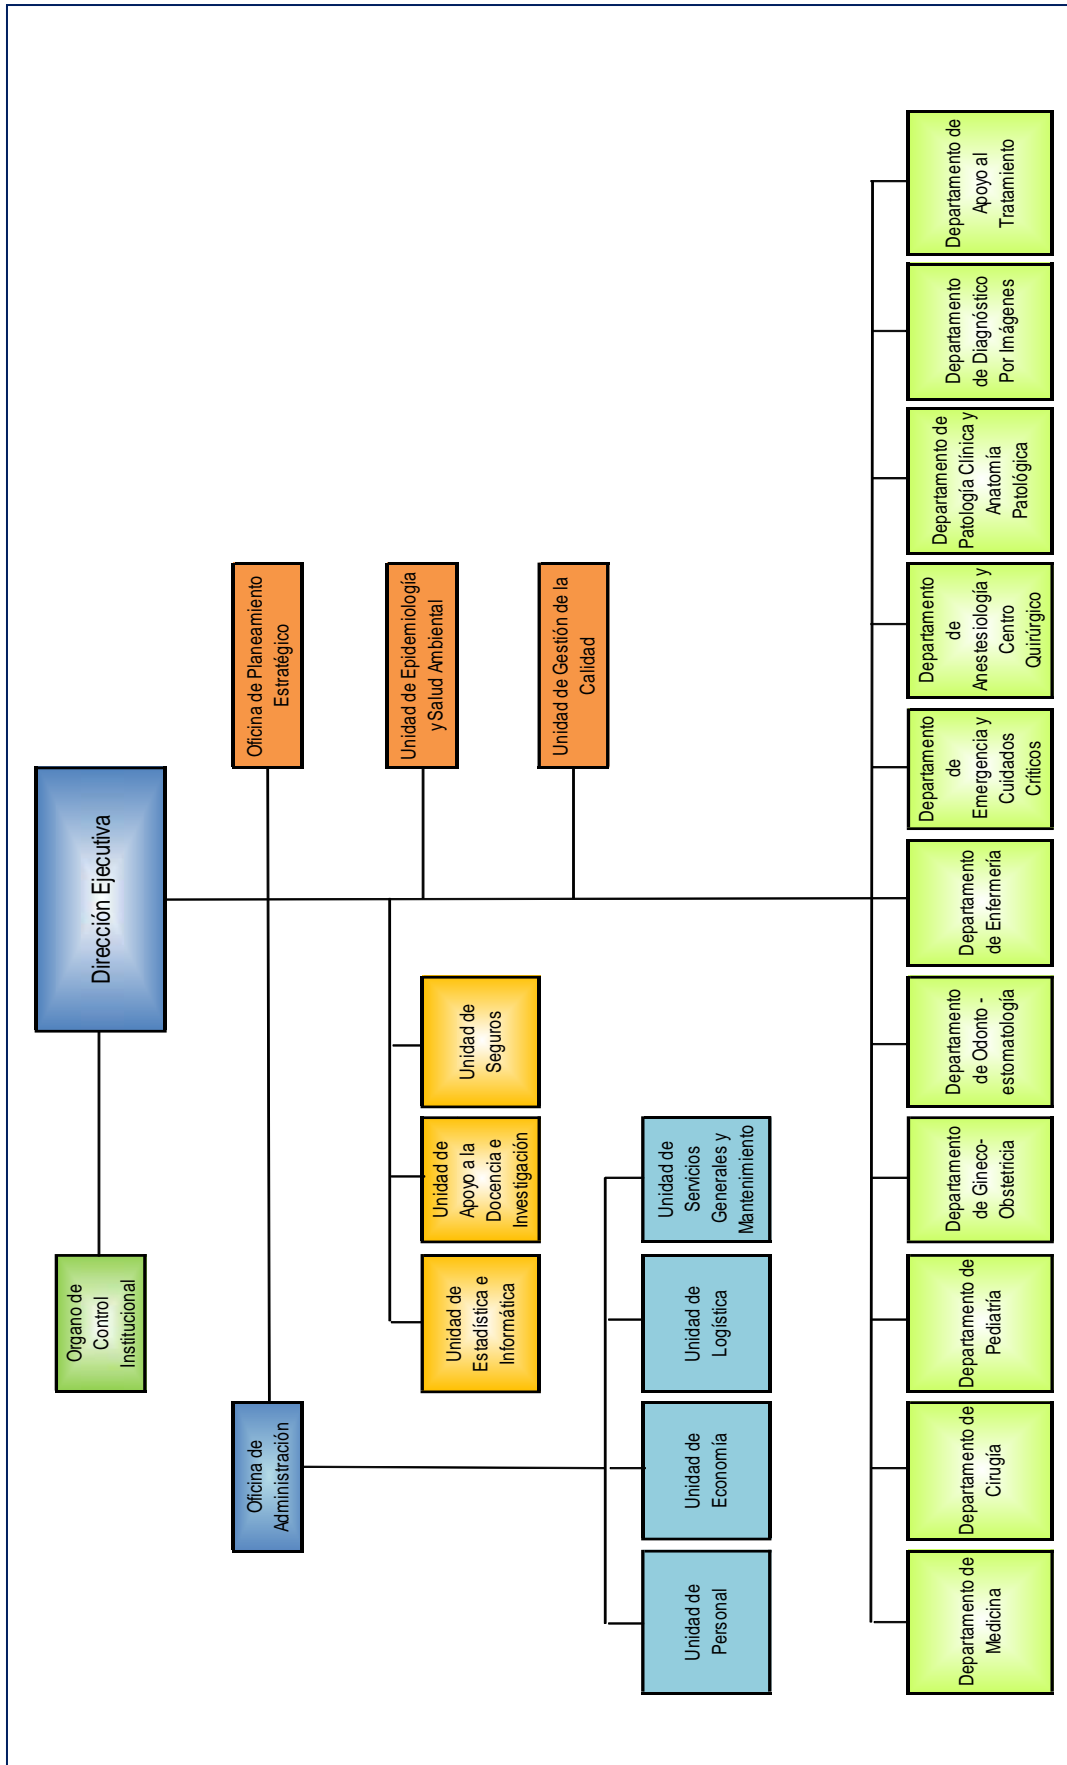 Dirección Ejecutiva
Organo de
Control
Institucional
Oficina de
Administración
Oficina de Planeamiento
Estratégico
Unidad de Epidemiología
y Salud Ambiental
Unidad de Gestión de la
Calidad
Unidad de
Estadística e
Informática
Unidad de
Apoyo a la
Docencia e
Investigación
Unidad de
Seguros
Unidad de
Personal
Unidad de
Economía
Unidad de
Logística
Unidad de
Servicios
Generales y
Mantenimiento
Departamento de
Medicina
Departamento de
Cirugía
Departamento de
Pediatría
Departamento
de Gineco-
Obstetricia
Departamento
de Odonto -
estomatología
Departamento
de Enfermería
Departamento
de
Emergencia y
Cuidados
Críticos
Departamento
de
Anestesiología y
Centro
Quirúrgico
Departamento de
Patología Clínica y
Anatomía
Patológica
Departamento
de Diagnóstico
Por Imágenes
Departamento de
Apoyo al
Tratamiento